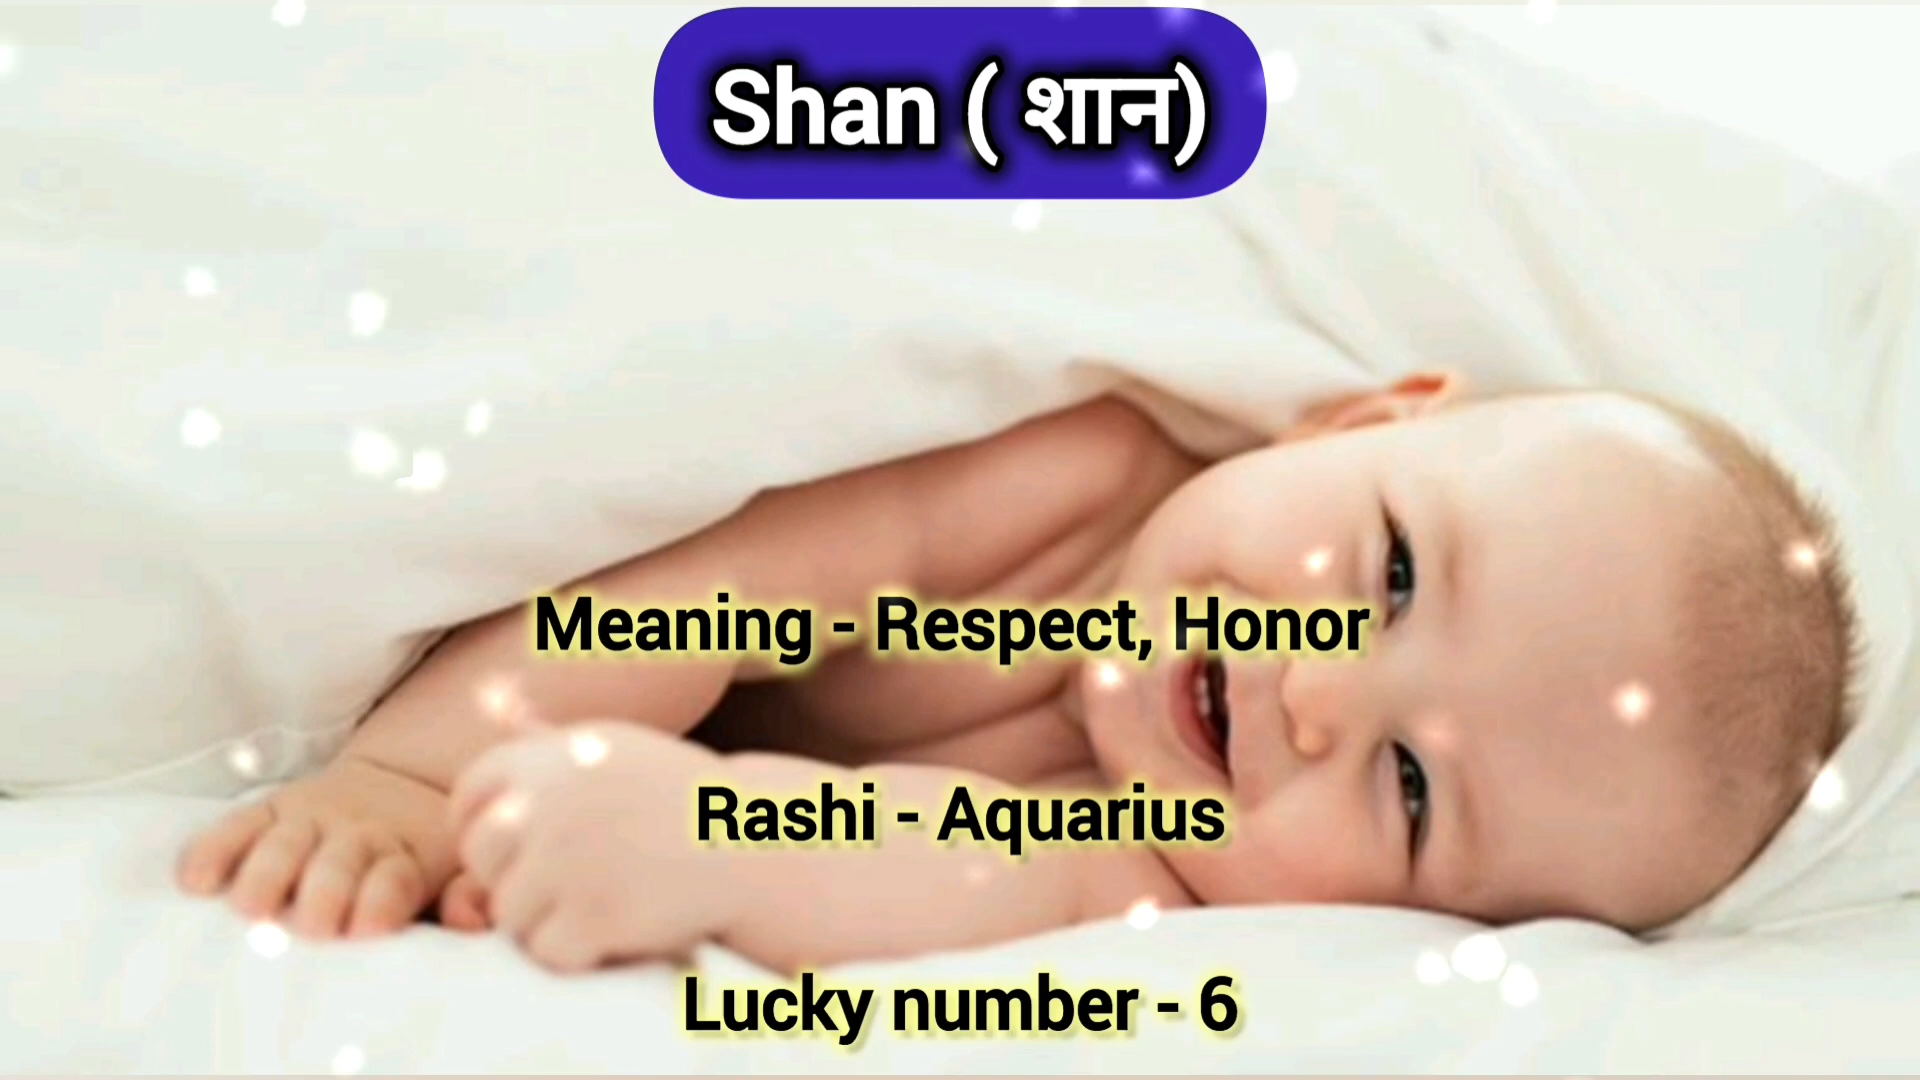 Shan ( शान)
Meaning - Respect, Honor
Rashi - Aquarius
Lucky number - 6